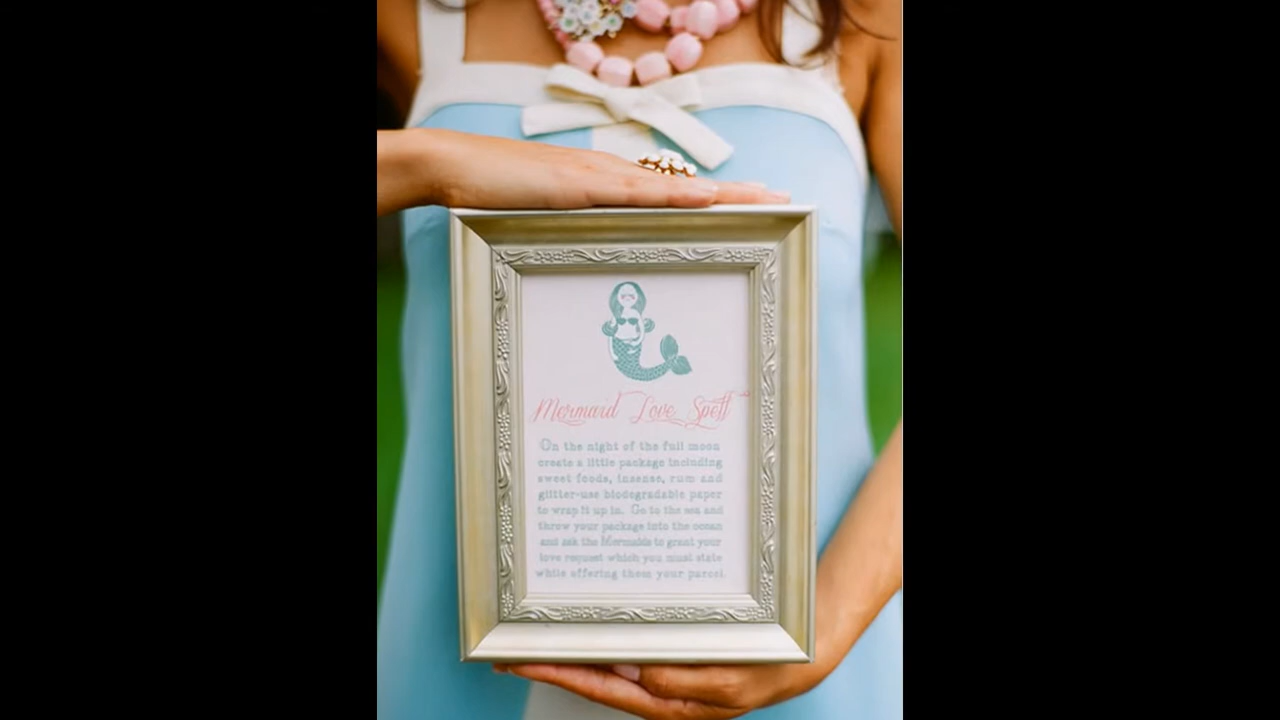 Mermaid Love Spell
On the night of the full moon
create a little package including
sweet foods, insense, rum and
glitter-use biodegradable paper
to wrap it up in. Go to the sea and
throw your package into the ocean
and ask the Mermaids to grant your
love request which you must state
while offering them your parcel.